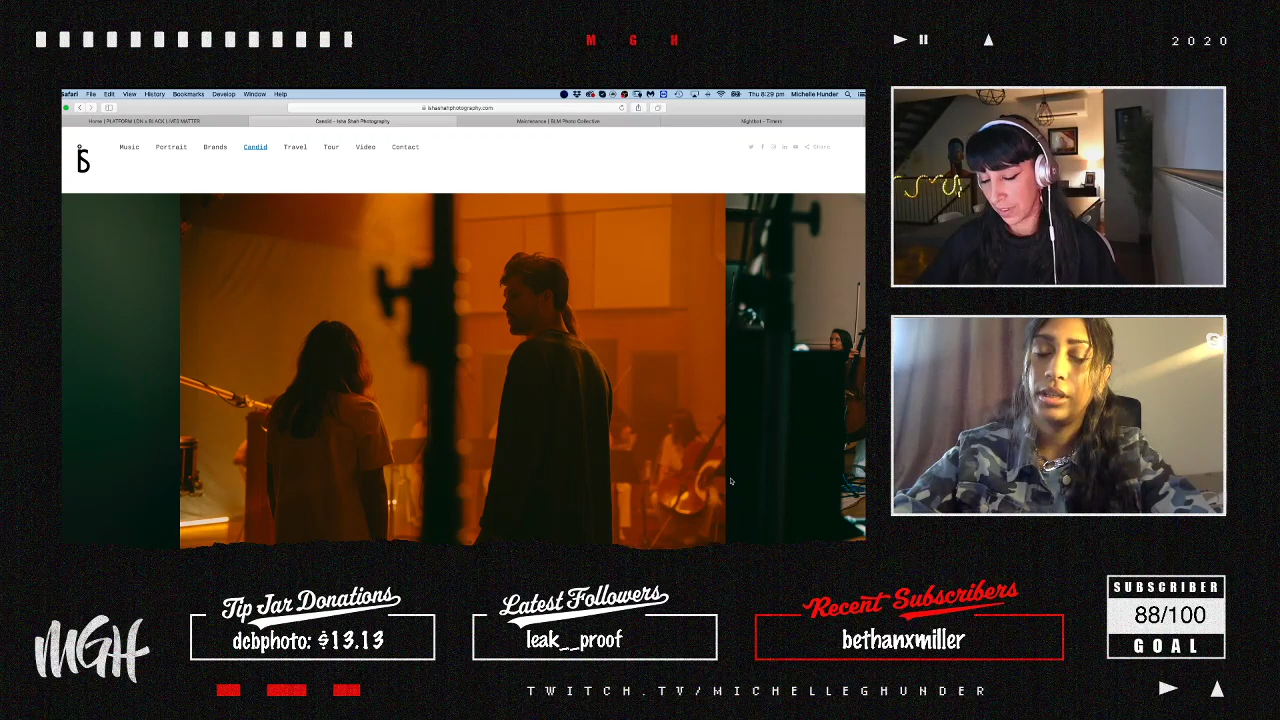 M G H
2020
Safari File Edit View History Bookmarks Develop Window Help Thu 8:29 pm Michelle Hunder
ishashahphotography.com
Home | PLATFORM LDN x BLACK LIVES MATTER Candid - Isha Shah Photography Maintenance | BLM Photo Collective Nightbot - Timers
iS Music Portrait Brands Candid Travel Tour Video Contact Share
Tip Jar Donations
dcbphoto: $13.13
Latest Followers
leak__proof
Recent Subscribers
bethanxmiller
SUBSCRIBER
88/100
GOAL
MGH
TWITCH.TV/MICHELLEGHUNDER